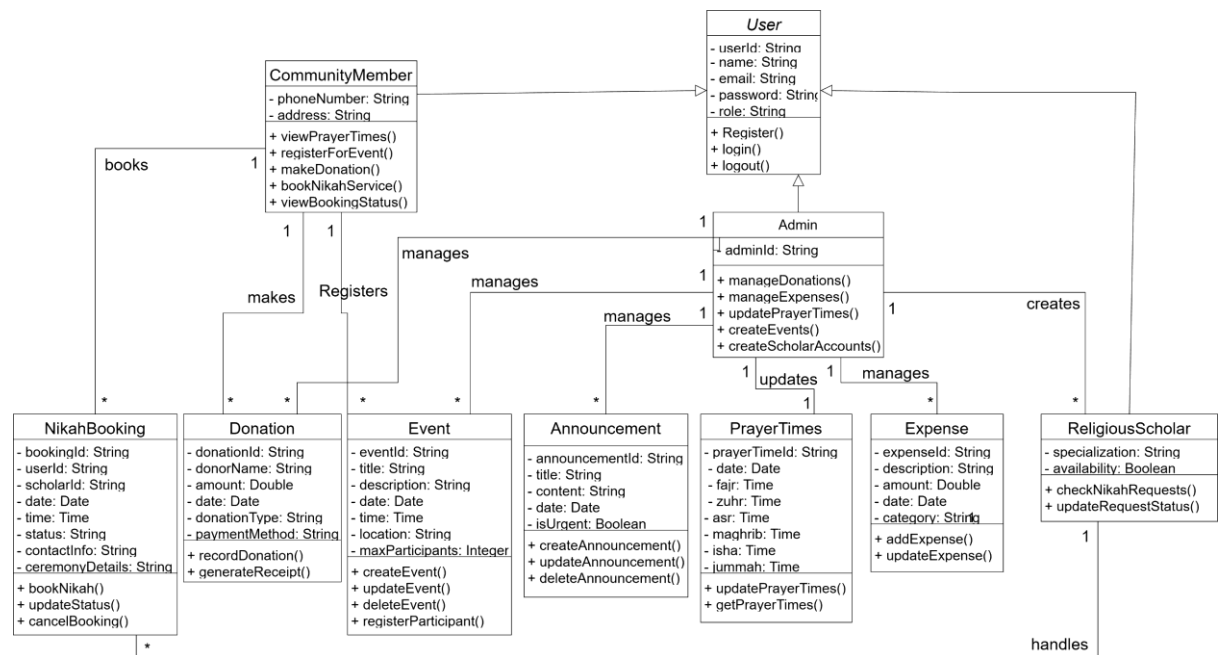 User
- userId: String
- name: String
- email: String
- password: String
- role: String
+ Register()
+ login()
+ logout()
CommunityMember
- phoneNumber: String
- address: String
+ viewPrayerTimes()
+ registerForEvent()
+ makeDonation()
+ bookNikahService()
+ viewBookingStatus()
books
1
1
1
makes
Registers
manages
manages
manages
1
1
1
Admin
- adminId: String
+ manageDonations()
+ manageExpenses()
+ updatePrayerTimes()
+ createEvents()
+ createScholarAccounts()
1
creates
1
updates
1
1
manages
*
*
*
*
*
*
*
NikahBooking
- bookingId: String
- userId: String
- scholarId: String
- date: Date
- time: Time
- status: String
- contactInfo: String
- ceremonyDetails: String
+ bookNikah()
+ updateStatus()
+ cancelBooking()
*
Donation
- donationId: String
- donorName: String
- amount: Double
- date: Date
- donationType: String
- paymentMethod: String
+ recordDonation()
+ generateReceipt()
*
Event
- eventId: String
- title: String
- description: String
- date: Date
- time: Time
- location: String
- maxParticipants: Integer
+ createEvent()
+ updateEvent()
+ deleteEvent()
+ registerParticipant()
Announcement
- announcementId: String
- title: String
- content: String
- date: Date
- isUrgent: Boolean
+ createAnnouncement()
+ updateAnnouncement()
+ deleteAnnouncement()
PrayerTimes
- prayerTimeId: String
- date: Date
- fajr: Time
- zuhr: Time
- asr: Time
- maghrib: Time
- isha: Time
- jummah: Time
+ updatePrayerTimes()
+ getPrayerTimes()
Expense
- expenseId: String
- description: String
- amount: Double
- date: Date
- category: String
1
+ addExpense()
+ updateExpense()
ReligiousScholar
- specialization: String
- availability: Boolean
+ checkNikahRequests()
+ updateRequestStatus()
1
handles